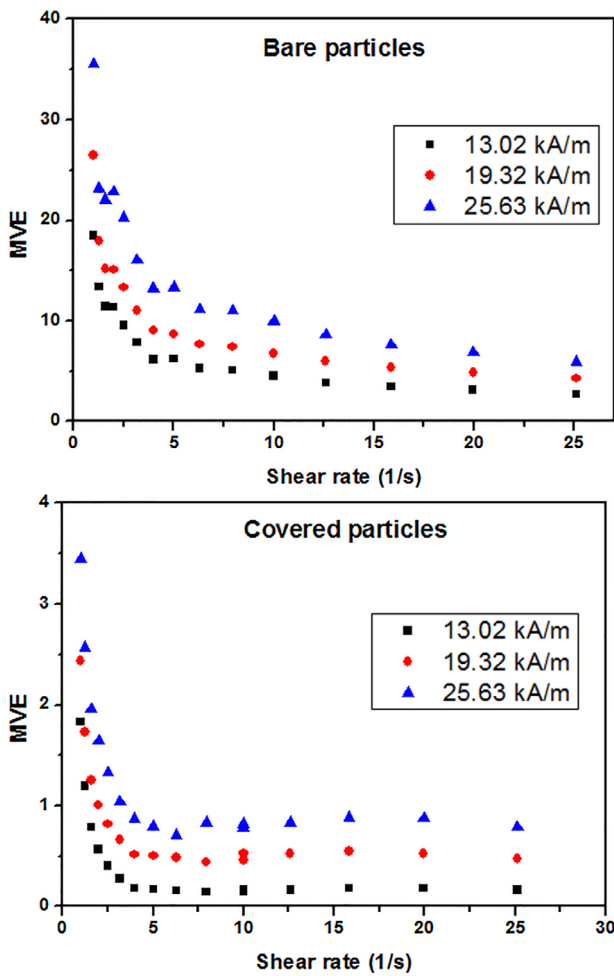 Bare particles
40
30
20
10
0
MVE
13.02 kA/m
19.32 kA/m
25.63 kA/m
0 5 10 15 20 25
Shear rate (1/s)
Covered particles
4
3
2
1
0
MVE
13.02 kA/m
19.32 kA/m
25.63 kA/m
0 5 10 15 20 25 30
Shear rate (1/s)